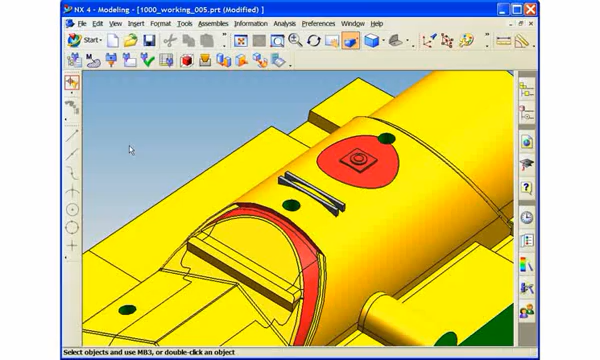 NX 4 - Modeling - [1000_working_005.prt (Modified) ]
File Edit View Insert Format Tools Assemblies Information Analysis Preferences Window Help
Start
Select objects and use MB3, or double-click an object